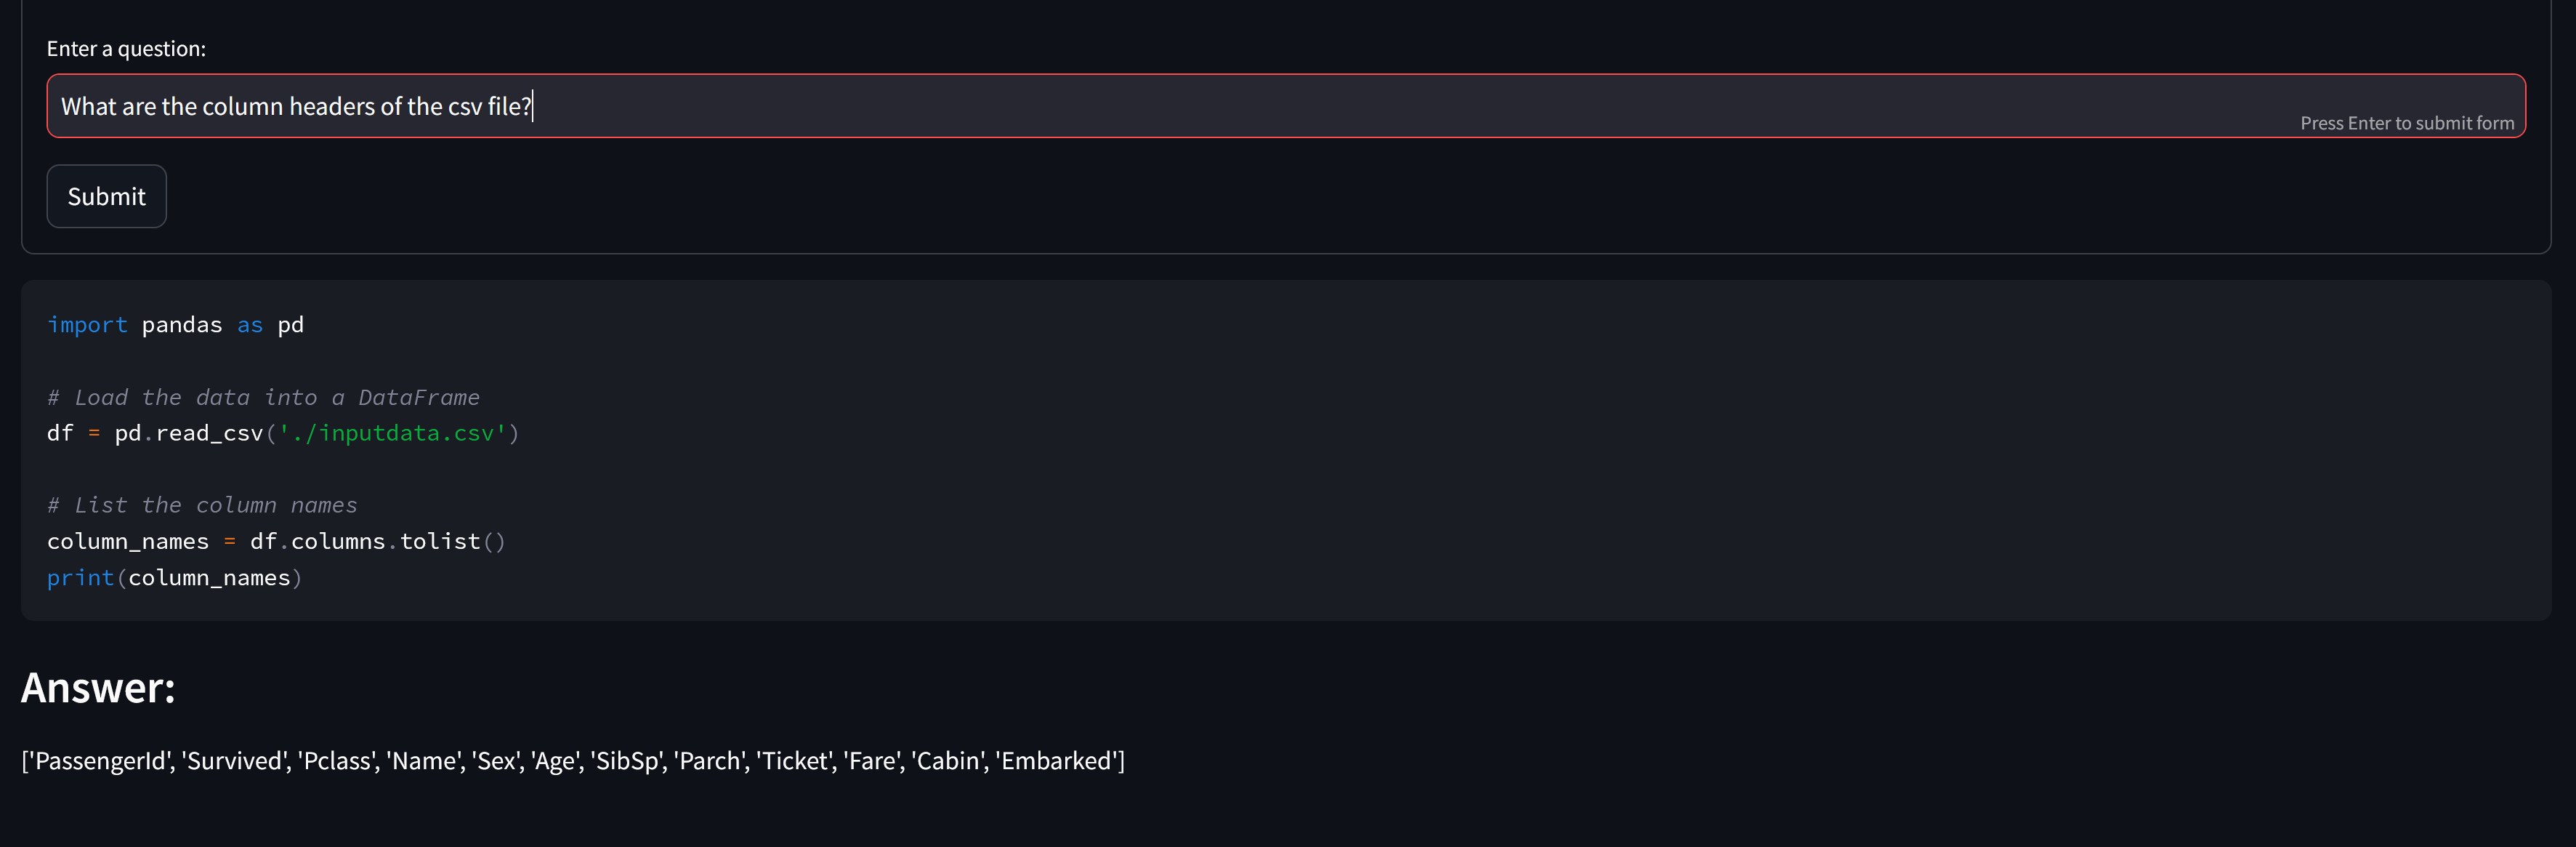 Enter a question:
What are the column headers of the csv file?
Press Enter to submit form
Submit
import pandas as pd
# Load the data into a DataFrame
df = pd.read_csv('./inputdata.csv')
# List the column names
column_names = df.columns.tolist()
print(column_names)
Answer:
['PassengerId', 'Survived', 'Pclass', 'Name', 'Sex', 'Age', 'SibSp', 'Parch', 'Ticket', 'Fare', 'Cabin', 'Embarked']